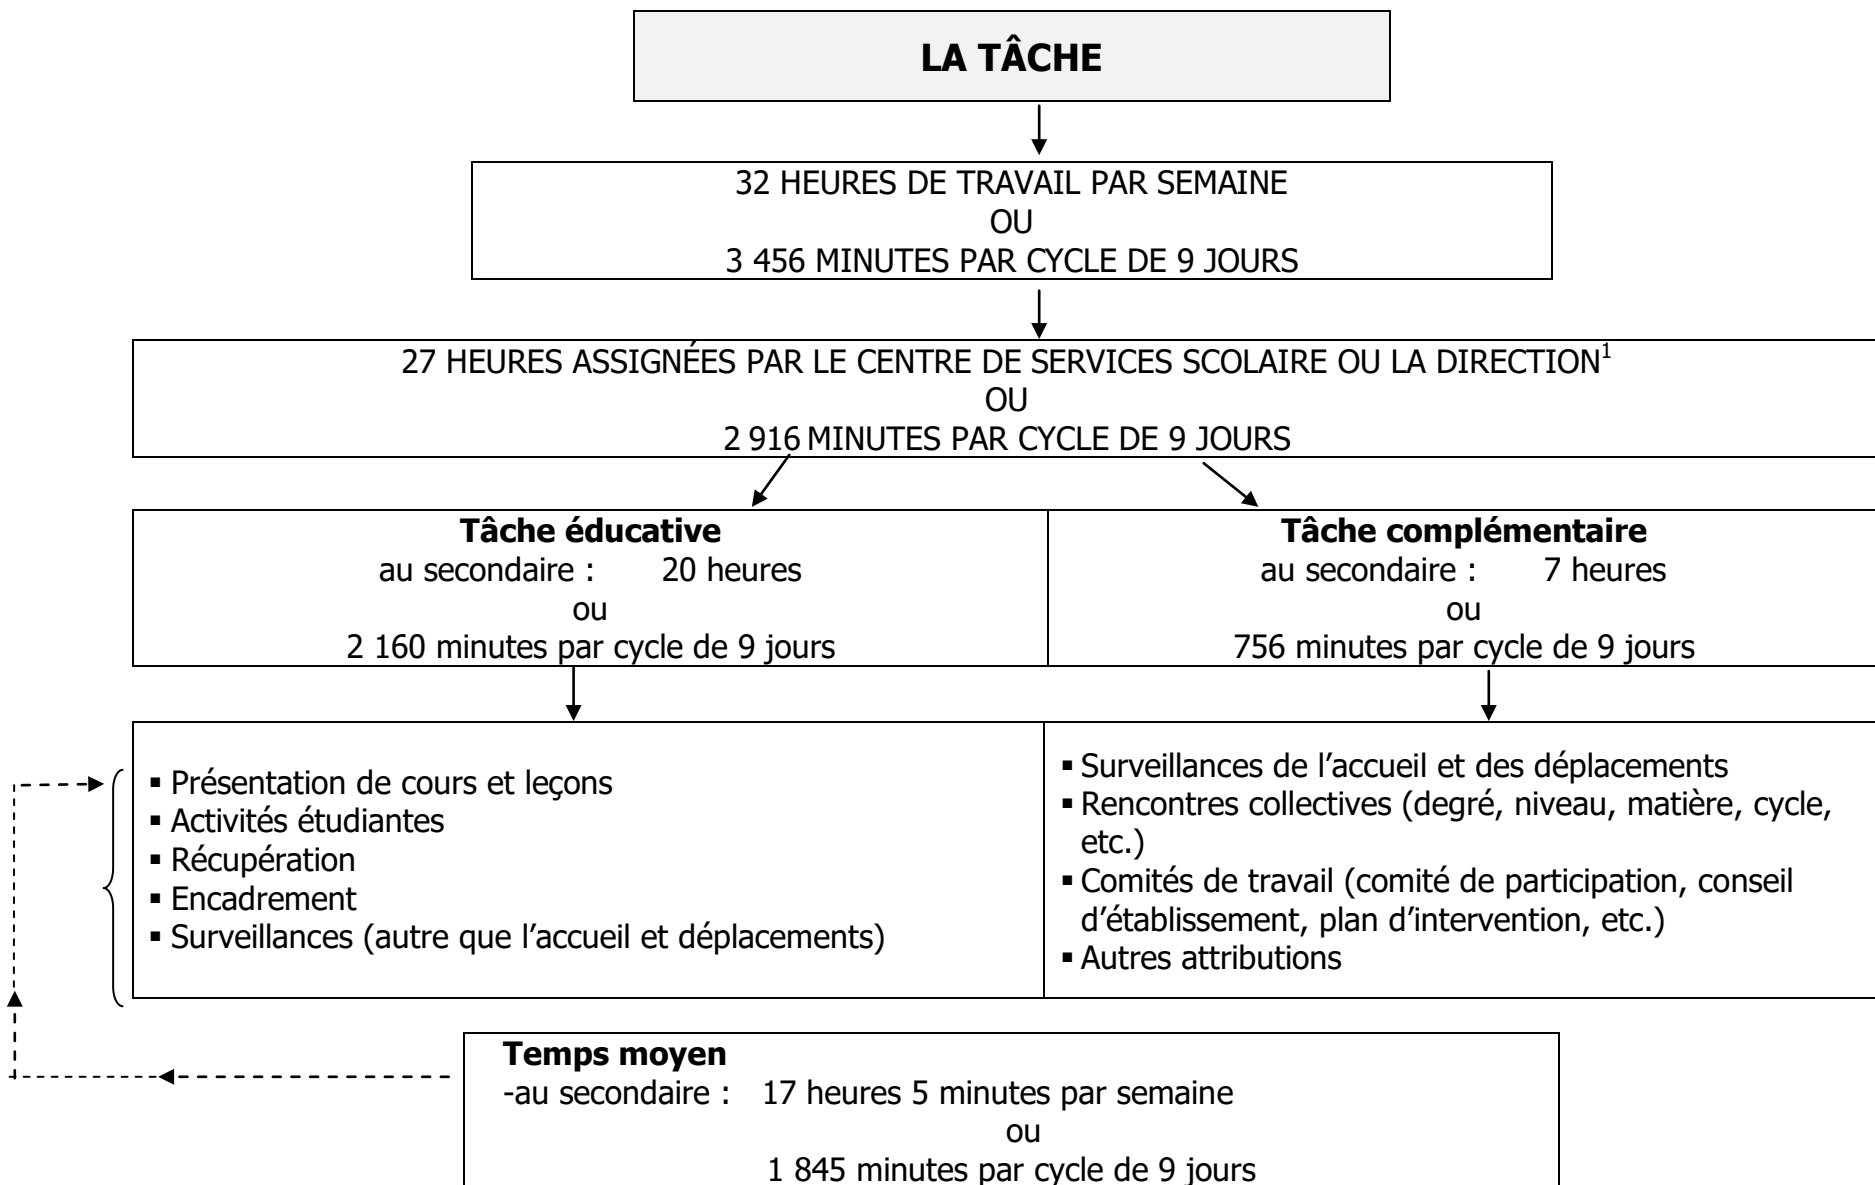 LA TÂCHE
32 HEURES DE TRAVAIL PAR SEMAINE
OU
3 456 MINUTES PAR CYCLE DE 9 JOURS
27 HEURES ASSIGNÉES PAR LE CENTRE DE SERVICES SCOLAIRE OU LA DIRECTION1
OU
2 916 MINUTES PAR CYCLE DE 9 JOURS
Tâche éducative
au secondaire : 20 heures
ou
2 160 minutes par cycle de 9 jours
Tâche complémentaire
au secondaire : 7 heures
ou
756 minutes par cycle de 9 jours
▪ Présentation de cours et leçons
▪ Activités étudiantes
▪ Récupération
▪ Encadrement
▪ Surveillances (autre que l’accueil et déplacements)
▪ Surveillances de l’accueil et des déplacements
▪ Rencontres collectives (degré, niveau, matière, cycle,
etc.)
▪ Comités de travail (comité de participation, conseil
d’établissement, plan d’intervention, etc.)
▪ Autres attributions
Temps moyen
-au secondaire : 17 heures 5 minutes par semaine
ou
1 845 minutes par cycle de 9 jours